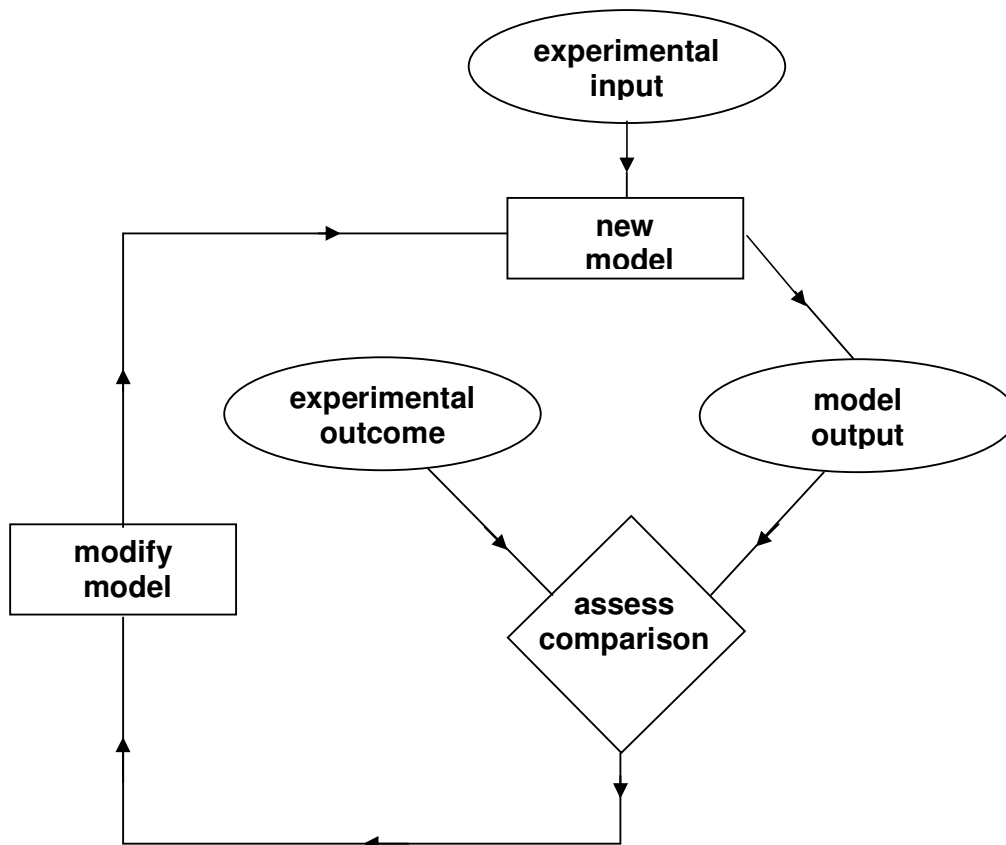 experimental
input
new
model
experimental
outcome
model
output
modify
model
assess
comparison